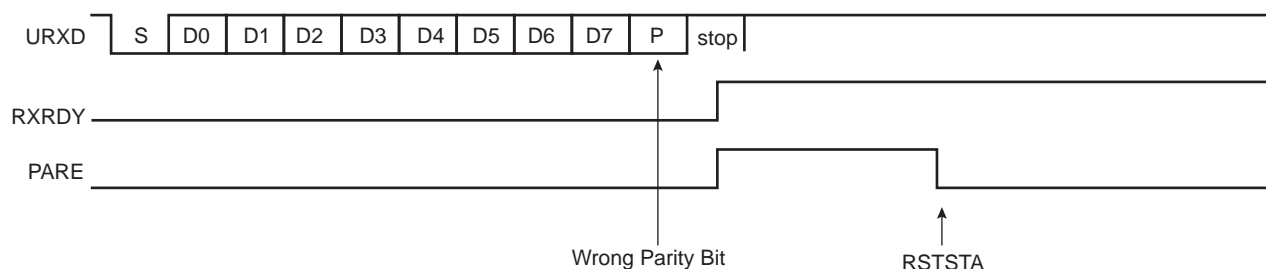 URXD S D0 D1 D2 D3 D4 D5 D6 D7 P stop
RXRDY
PARE
Wrong Parity Bit RSTSTA